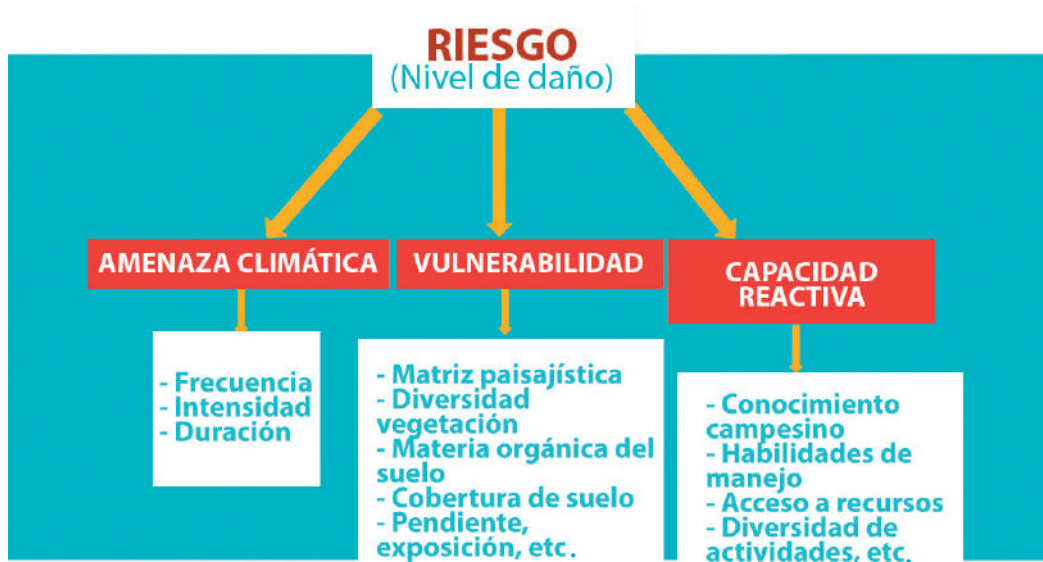 RIESGO
(Nivel de daño)
AMENAZA CLIMÁTICA
VULNERABILIDAD
CAPACIDAD
REACTIVA
- Frecuencia
- Intensidad
- Duración
- Matriz paisajística
- Diversidad
vegetación
- Materia orgánica del
suelo
- Cobertura de suelo
- Pendiente,
exposición, etc.
- Conocimiento
campesino
- Habilidades de
manejo
- Acceso a recursos
- Diversidad de
actividades, etc.